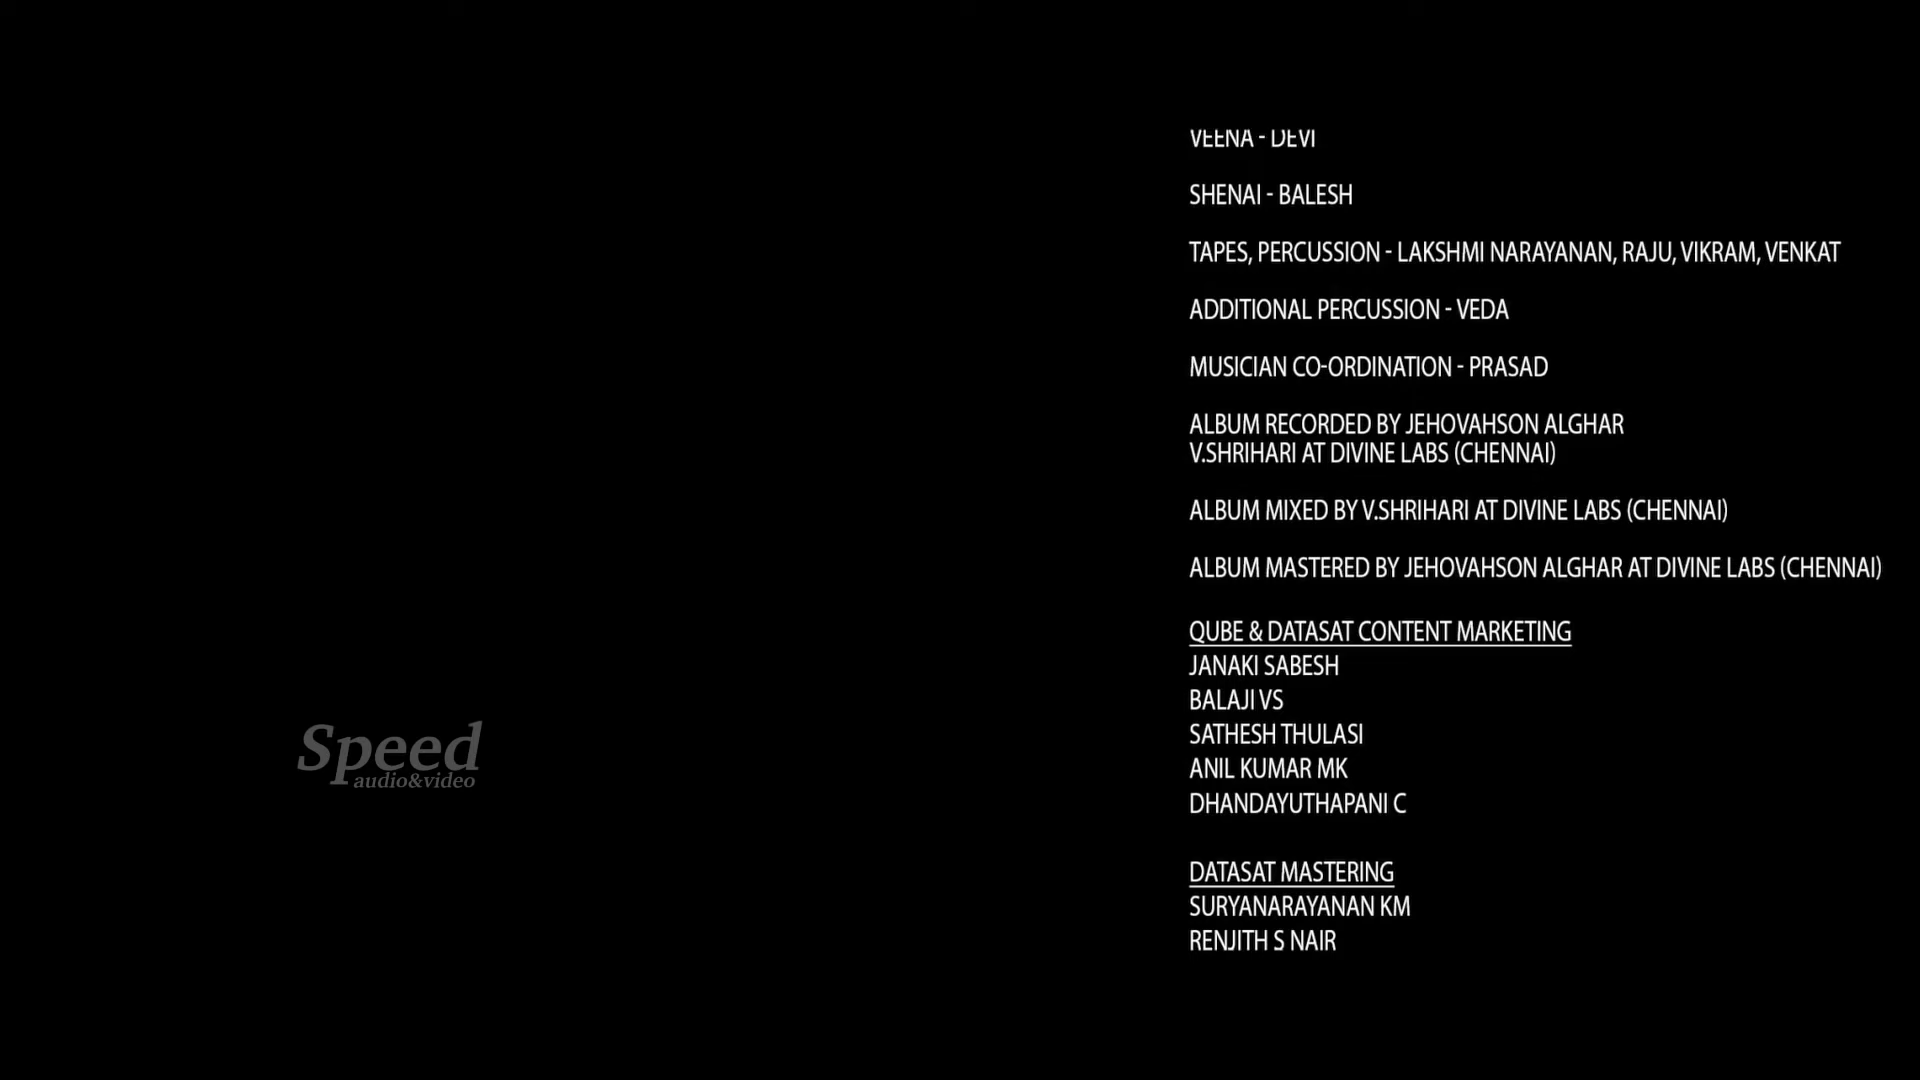 VEENA - DEVI
SHENAI - BALESH
TAPES, PERCUSSION - LAKSHMI NARAYANAN, RAJU, VIKRAM, VENKAT
ADDITIONAL PERCUSSION - VEDA
MUSICIAN CO-ORDINATION - PRASAD
ALBUM RECORDED BY JEHOVAHSON ALGHAR
V.SHRIHARI AT DIVINE LABS (CHENNAI)
ALBUM MIXED BY V.SHRIHARI AT DIVINE LABS (CHENNAI)
ALBUM MASTERED BY JEHOVAHSON ALGHAR AT DIVINE LABS (CHENNAI)
QUBE & DATASAT CONTENT MARKETING
JANAKI SABESH
BALAJI VS
SATHESH THULASI
ANIL KUMAR MK
DHANDAYUTHAPANI C
DATASAT MASTERING
SURYANARAYANAN KM
RENJITH S NAIR
Speed
audio&video